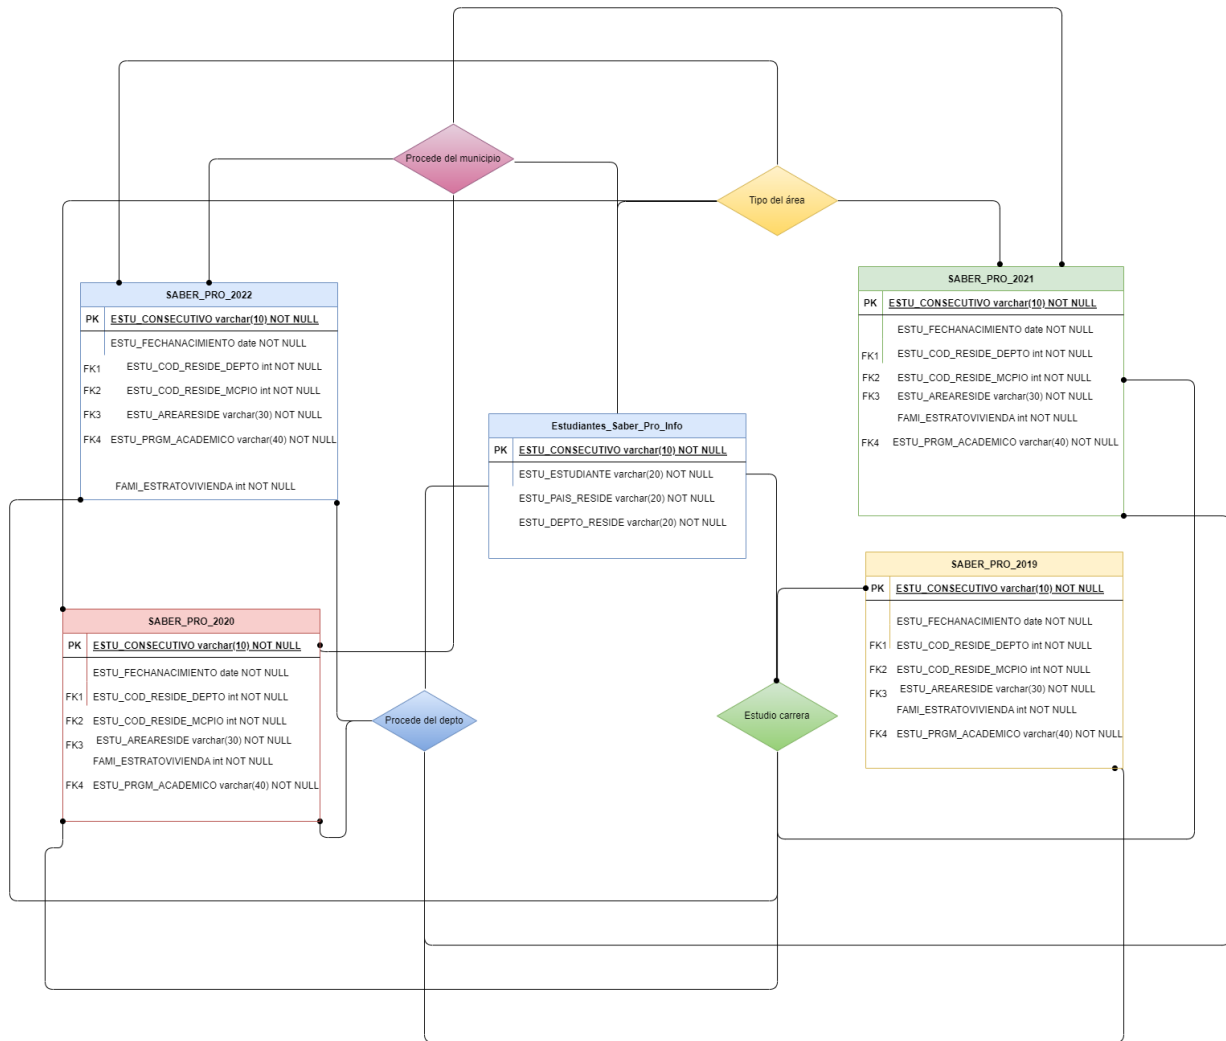 Procede del municipio
Tipo del área
SABER_PRO_2022
PK ESTU_CONSECUTIVO varchar(10) NOT NULL
ESTU_FECHANACIMIENTO date NOT NULL
FK1 ESTU_COD_RESIDE_DEPTO int NOT NULL
FK2 ESTU_COD_RESIDE_MCPIO int NOT NULL
FK3 ESTU_AREARESIDE varchar(30) NOT NULL
FK4 ESTU_PRGM_ACADEMICO varchar(40) NOT NULL
FAMI_ESTRATOVIVIENDA int NOT NULL
SABER_PRO_2021
PK ESTU_CONSECUTIVO varchar(10) NOT NULL
ESTU_FECHANACIMIENTO date NOT NULL
FK1 ESTU_COD_RESIDE_DEPTO int NOT NULL
FK2 ESTU_COD_RESIDE_MCPIO int NOT NULL
FK3 ESTU_AREARESIDE varchar(30) NOT NULL
FAMI_ESTRATOVIVIENDA int NOT NULL
FK4 ESTU_PRGM_ACADEMICO varchar(40) NOT NULL
Estudiantes_Saber_Pro_Info
PK ESTU_CONSECUTIVO varchar(10) NOT NULL
ESTU_ESTUDIANTE varchar(20) NOT NULL
ESTU_PAIS_RESIDE varchar(20) NOT NULL
ESTU_DEPTO_RESIDE varchar(20) NOT NULL
SABER_PRO_2019
PK ESTU_CONSECUTIVO varchar(10) NOT NULL
ESTU_FECHANACIMIENTO date NOT NULL
FK1 ESTU_COD_RESIDE_DEPTO int NOT NULL
FK2 ESTU_COD_RESIDE_MCPIO int NOT NULL
FK3 ESTU_AREARESIDE varchar(30) NOT NULL
FAMI_ESTRATOVIVIENDA int NOT NULL
FK4 ESTU_PRGM_ACADEMICO varchar(40) NOT NULL
SABER_PRO_2020
PK ESTU_CONSECUTIVO varchar(10) NOT NULL
ESTU_FECHANACIMIENTO date NOT NULL
FK1 ESTU_COD_RESIDE_DEPTO int NOT NULL
FK2 ESTU_COD_RESIDE_MCPIO int NOT NULL
FK3 ESTU_AREARESIDE varchar(30) NOT NULL
FAMI_ESTRATOVIVIENDA int NOT NULL
FK4 ESTU_PRGM_ACADEMICO varchar(40) NOT NULL
Procede del depto
Estudio carrera